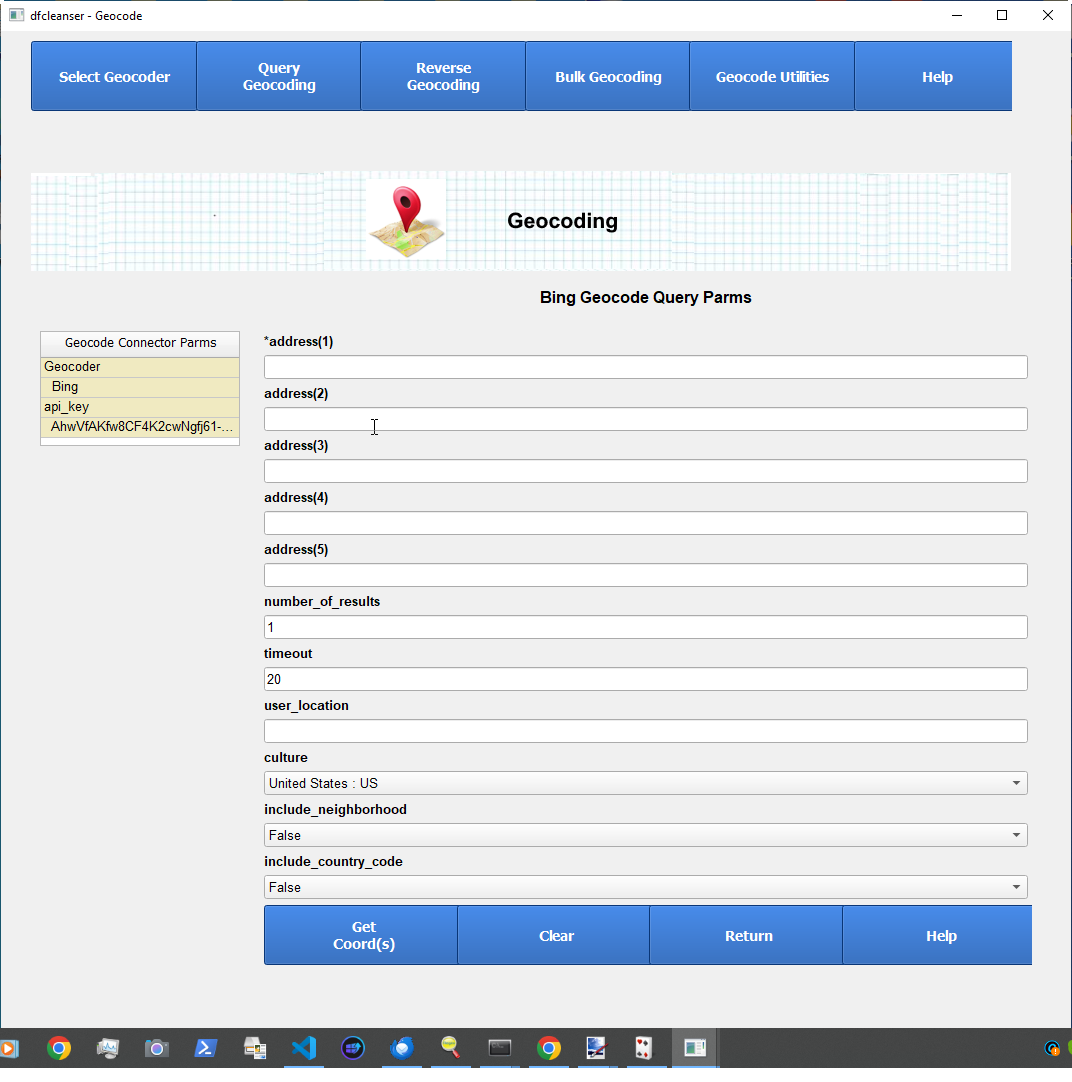 dfcleanser - Geocode
Select Geocoder
Query
Geocoding
Reverse
Geocoding
Bulk Geocoding
Geocode Utilities
Help
Geocoding
Bing Geocode Query Parms
Geocode Connector Parms
Geocoder
Bing
api_key
AhwVfAKfw8CF4K2cwNgfj61-...
*address(1)
address(2)
address(3)
address(4)
address(5)
number_of_results
1
timeout
20
user_location
culture
United States : US
include_neighborhood
False
include_country_code
False
Get
Coord(s)
Clear
Return
Help